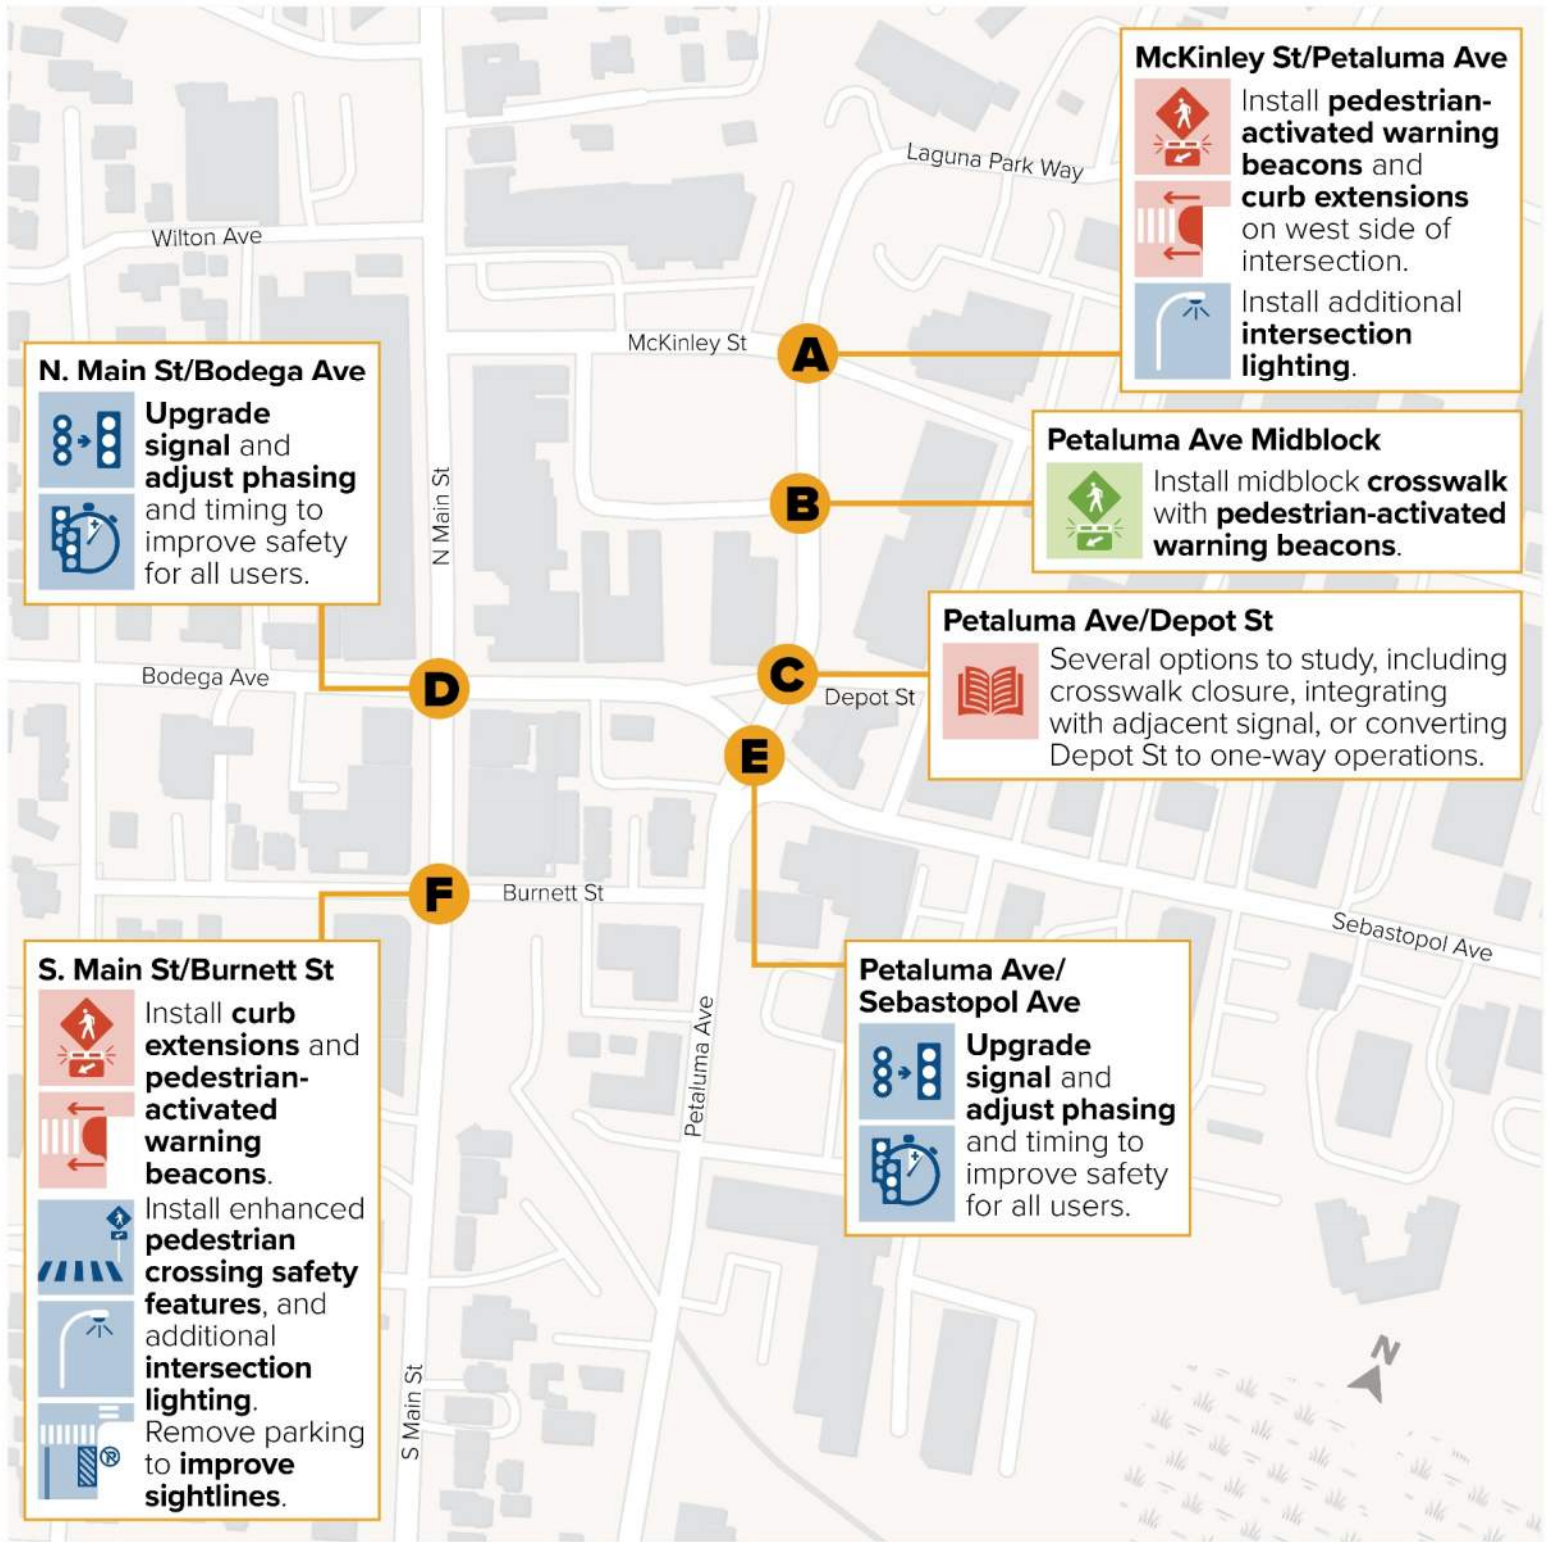 McKinley St/Petaluma Ave
Install pedestrian-
activated warning
beacons and
curb extensions
on west side of
intersection.
Install additional
intersection
lighting.
Laguna Park Way
Wilton Ave
McKinley St
A
N. Main St/Bodega Ave
Upgrade
signal and
adjust phasing
and timing to
improve safety
for all users.
Petaluma Ave Midblock
Install midblock crosswalk
with pedestrian-activated
warning beacons.
B
N Main St
Petaluma Ave/Depot St
Several options to study, including
crosswalk closure, integrating
with adjacent signal, or converting
Depot St to one-way operations.
C
Depot St
Bodega Ave
D
E
F
Burnett St
Sebastopol Ave
S. Main St/Burnett St
Install curb
extensions and
pedestrian-
activated
warning
beacons.
Install enhanced
pedestrian
crossing safety
features, and
additional
intersection
lighting.
Remove parking
to improve
sightlines.
P
Petaluma Ave/
Sebastopol Ave
Upgrade
signal and
adjust phasing
and timing to
improve safety
for all users.
Petaluma Ave
S Main St
N